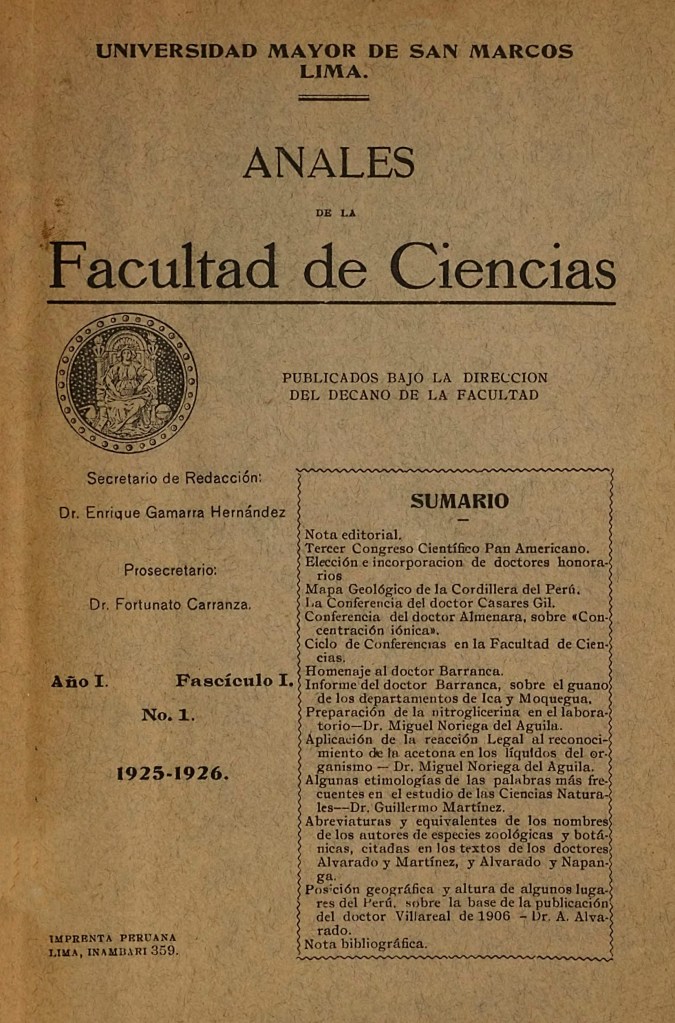 UNIVERSIDAD MAYOR DE SAN MARCOS
LIMA.
ANALES
DE LA
Facultad de Ciencias
PUBLICADOS BAJO LA DIRECCION
DEL DECANO DE LA FACULTAD
Secretario de Redacción:
Dr. Enrique Gamarra Hernández
Prosecretario:
Dr. Fortunato Carranza.
Año I. Fascículo I.
No. 1.
1925-1926.
IMPRENTA PERUANA
LIMA, INAMBARI 359.
SUMARIO
Nota editorial.
Tercer Congreso Científico Pan Americano.
Elección e incorporacion de doctores honora-
rios
Mapa Geológico de la Cordillera del Perú.
La Conferencia del doctor Casares Gil.
Conferencia del doctor Almenara, sobre «Con-
centración iónica».
Ciclo de Conferencias en la Facultad de Cien-
cias.
Homenaje al doctor Barranca.
Informe del doctor Barranca, sobre el guano
de los departamentos de Ica y Moquegua.
Preparación de la nitroglicerina en el labora-
torio—Dr. Miguel Noriega del Aguila.
Aplicación de la reacción Legal al reconoci-
miento de la acetona en los líquidos del or-
ganismo — Dr. Miguel Noriega del Aguila.
Algunas etimologías de las palabras más fre-
cuentes en el estudio de las Ciencias Natura-
les—Dr. Guillermo Martínez.
Abreviaturas y equivalentes de los nombres
de los autores de especies zoológicas y botá-
nicas, citadas en los textos de los doctores
Alvarado y Martínez, y Alvarado y Napan-
ga.
Posición geográfica y altura de algunos luga-
res del Perú, sobre la base de la publicación
del doctor Villareal de 1906 – Dr. A. Alva-
rado.
Nota bibliográfica.